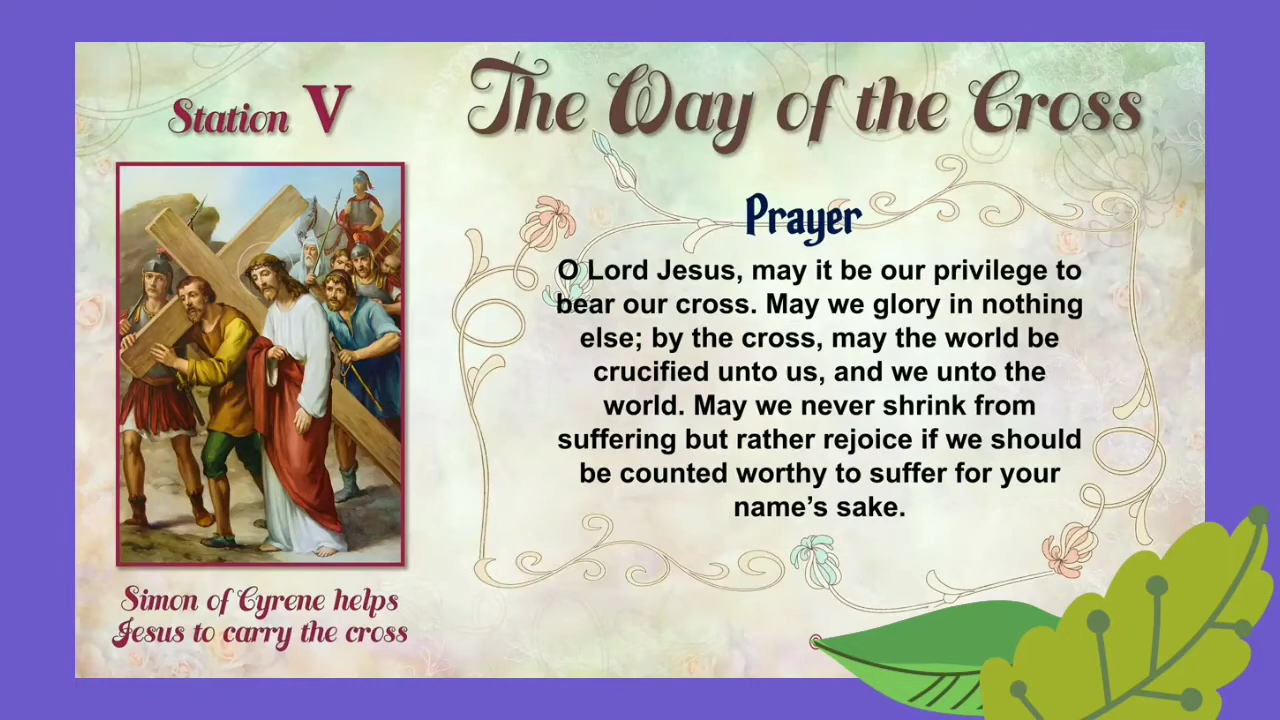 Station V
The Way of the Cross
Prayer
O Lord Jesus, may it be our privilege to
bear our cross. May we glory in nothing
else; by the cross, may the world be
crucified unto us, and we unto the
world. May we never shrink from
suffering but rather rejoice if we should
be counted worthy to suffer for your
name’s sake.
Simon of Cyrene helps
Jesus to carry the cross